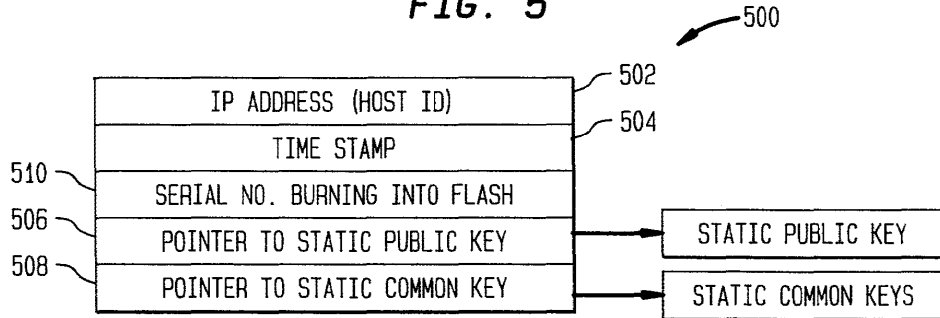 FIG. 5
500
502
IP ADDRESS (HOST ID)
504
TIME STAMP
510
SERIAL NO. BURNING INTO FLASH
506
POINTER TO STATIC PUBLIC KEY
STATIC PUBLIC KEY
508
POINTER TO STATIC COMMON KEY
STATIC COMMON KEYS